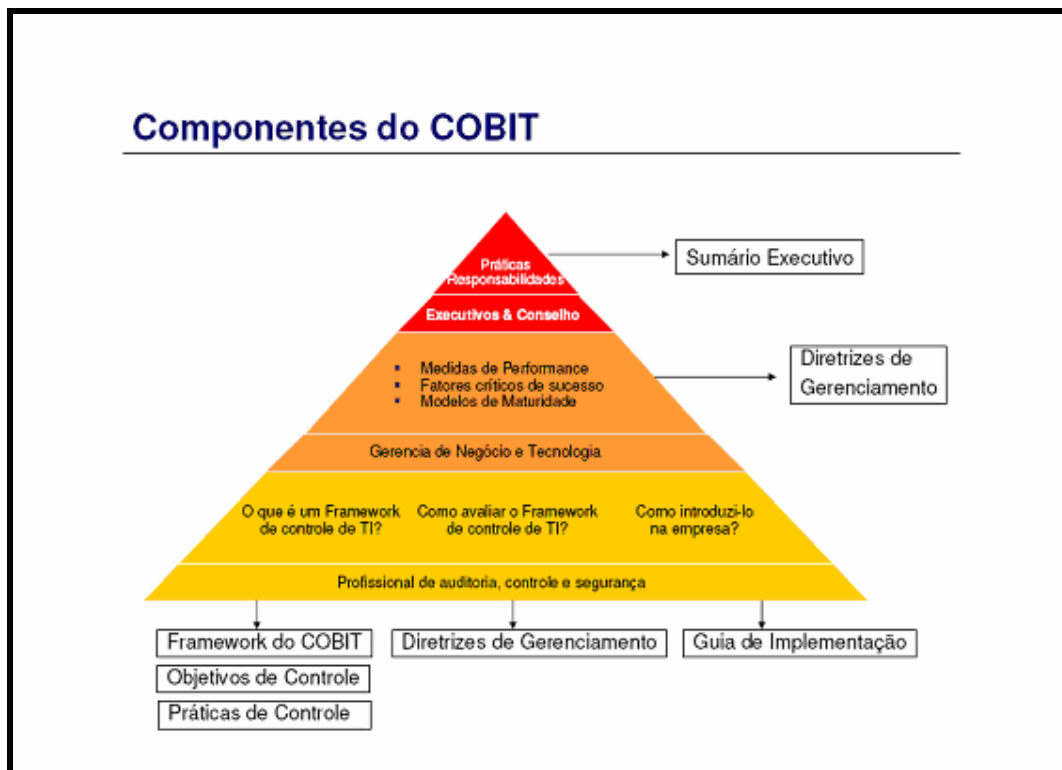 Componentes do COBIT
Práticas
Responsabilidades
Sumário Executivo
Executivos & Conselho
▪ Medidas de Performance
▪ Fatores críticos de sucesso
▪ Modelos de Maturidade
Diretrizes de
Gerenciamento
Gerencia de Negócio e Tecnologia
O que é um Framework
de controle de TI?
Como avaliar o Framework
de controle de TI?
Como introduzi-lo
na empresa?
Profissional de auditoria, controle e segurança
Framework do COBIT
Objetivos de Controle
Práticas de Controle
Diretrizes de Gerenciamento
Guia de Implementação